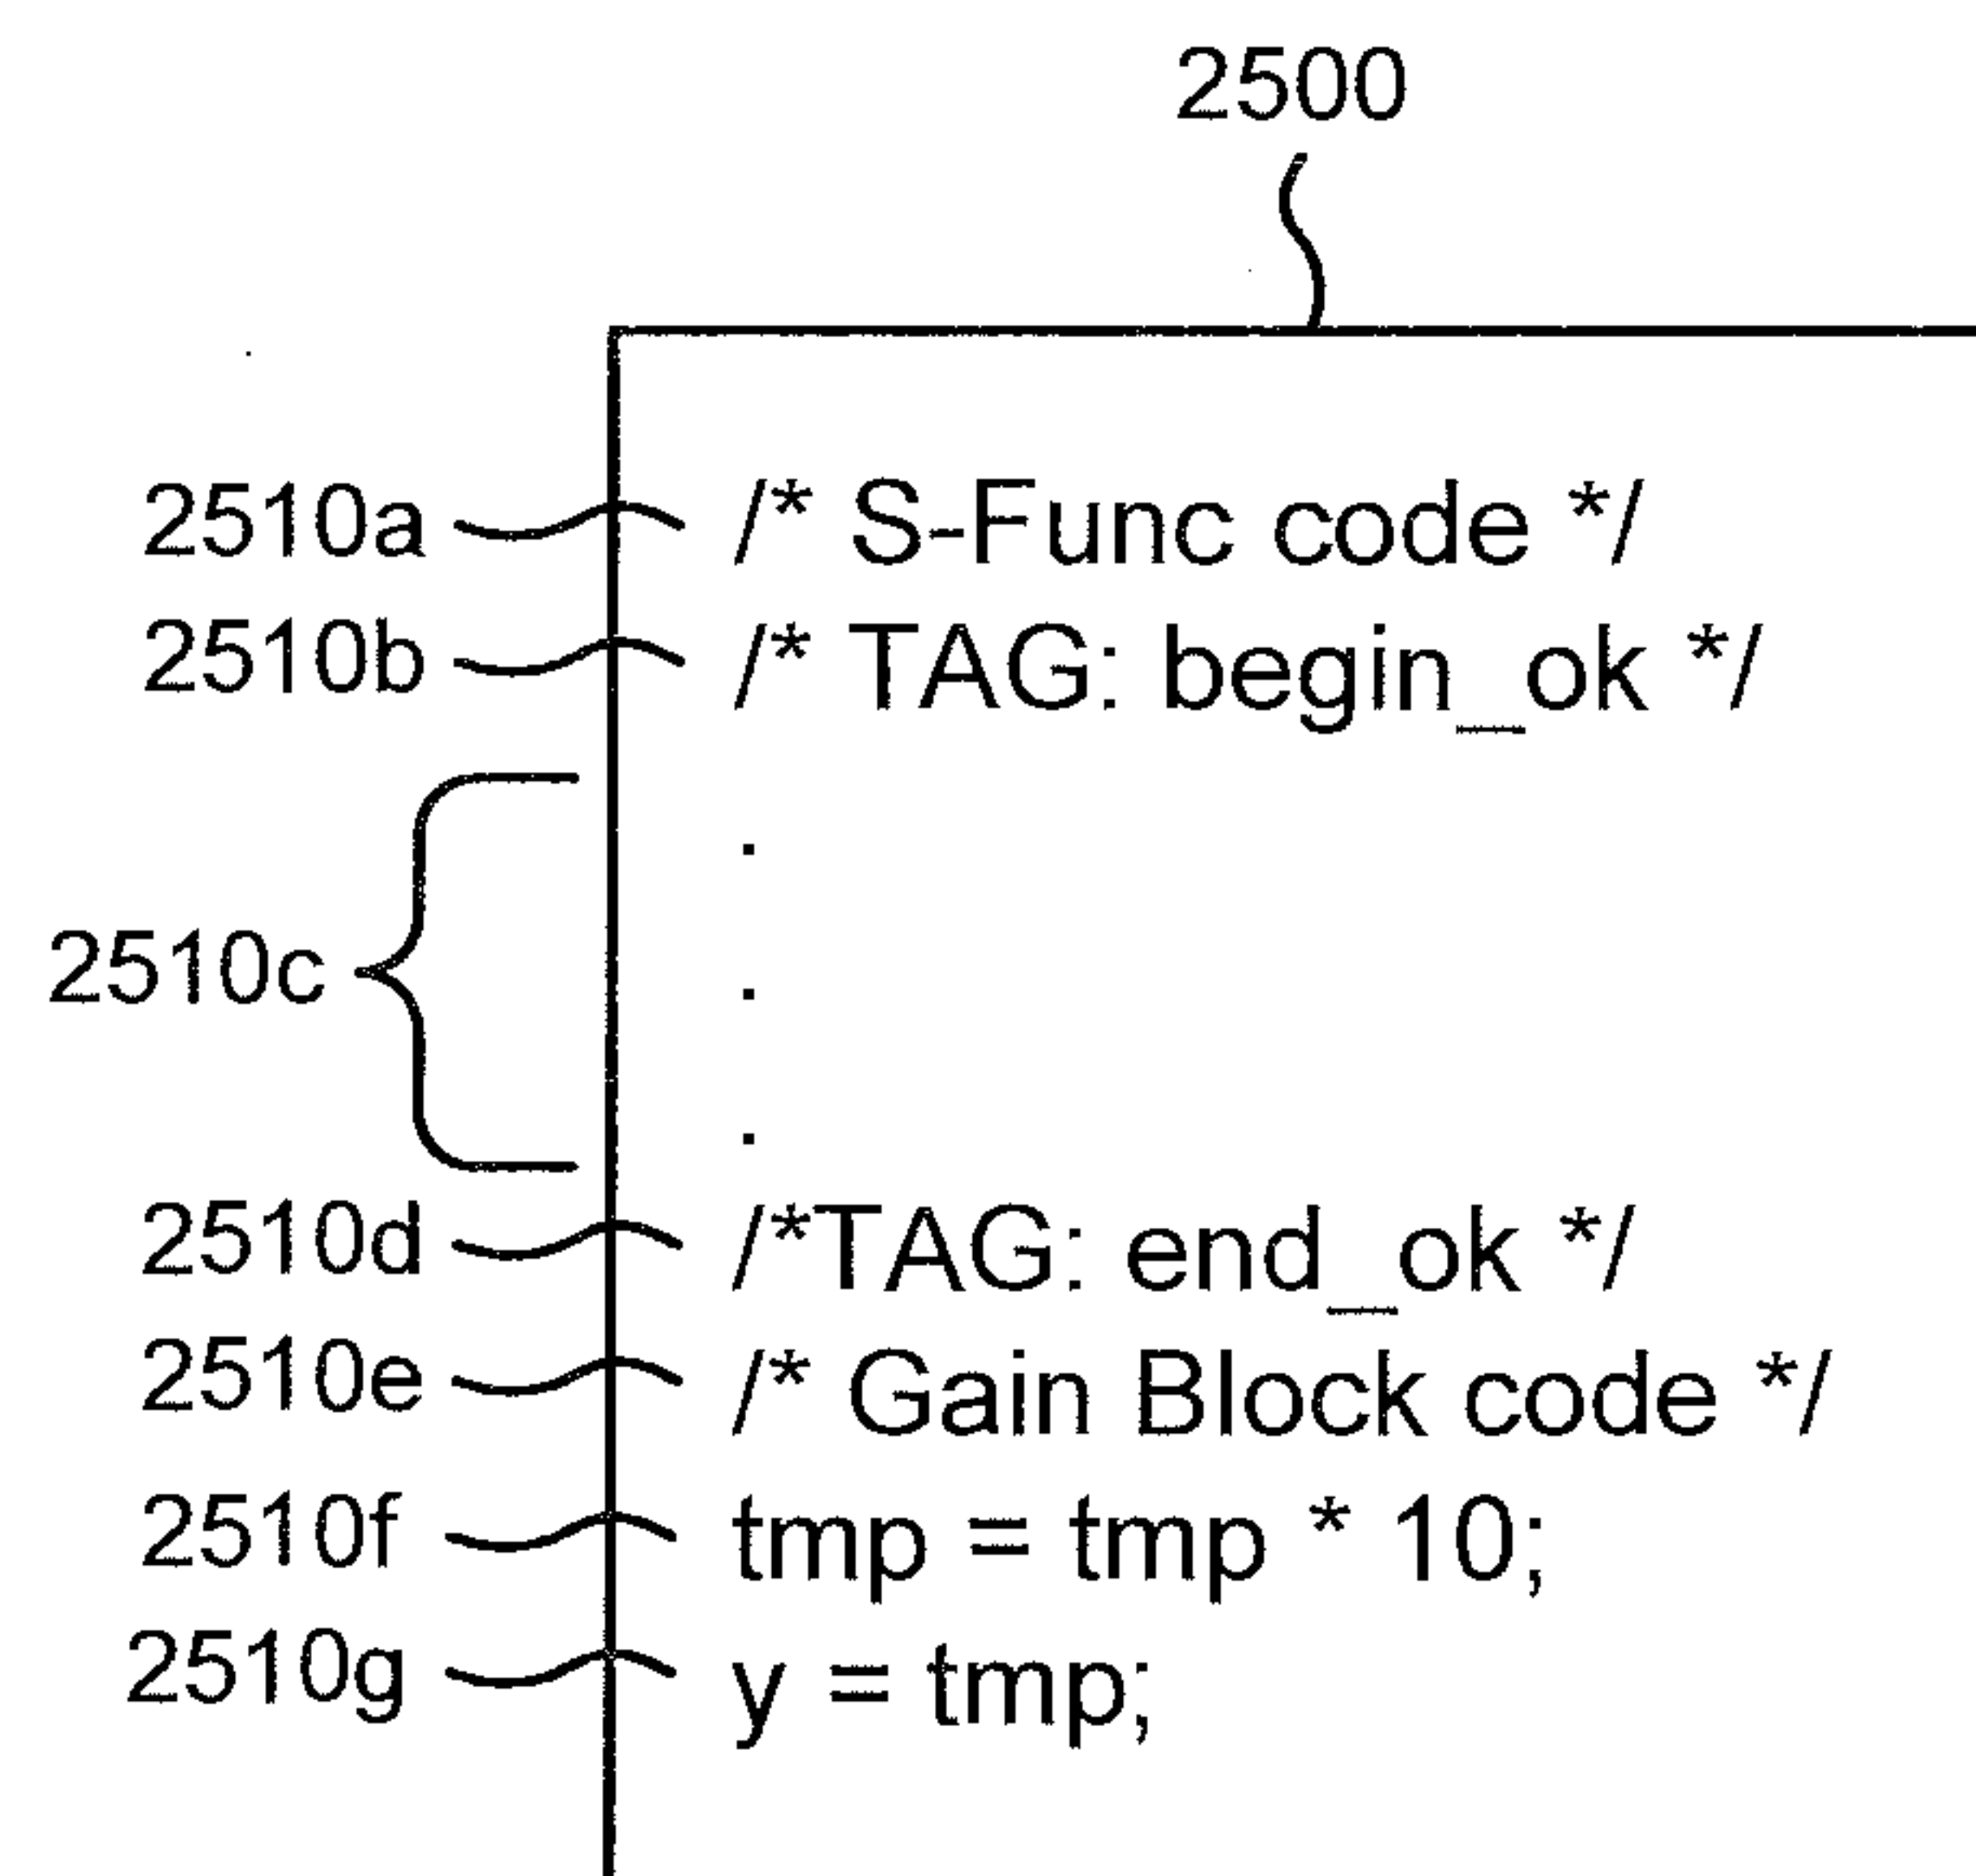 2500
2510a /* S-Func code */
2510b /* TAG: begin_ok */
.
2510c .
.
2510d /*TAG: end_ok */
2510e /* Gain Block code */
2510f tmp = tmp * 10;
2510g y = tmp;